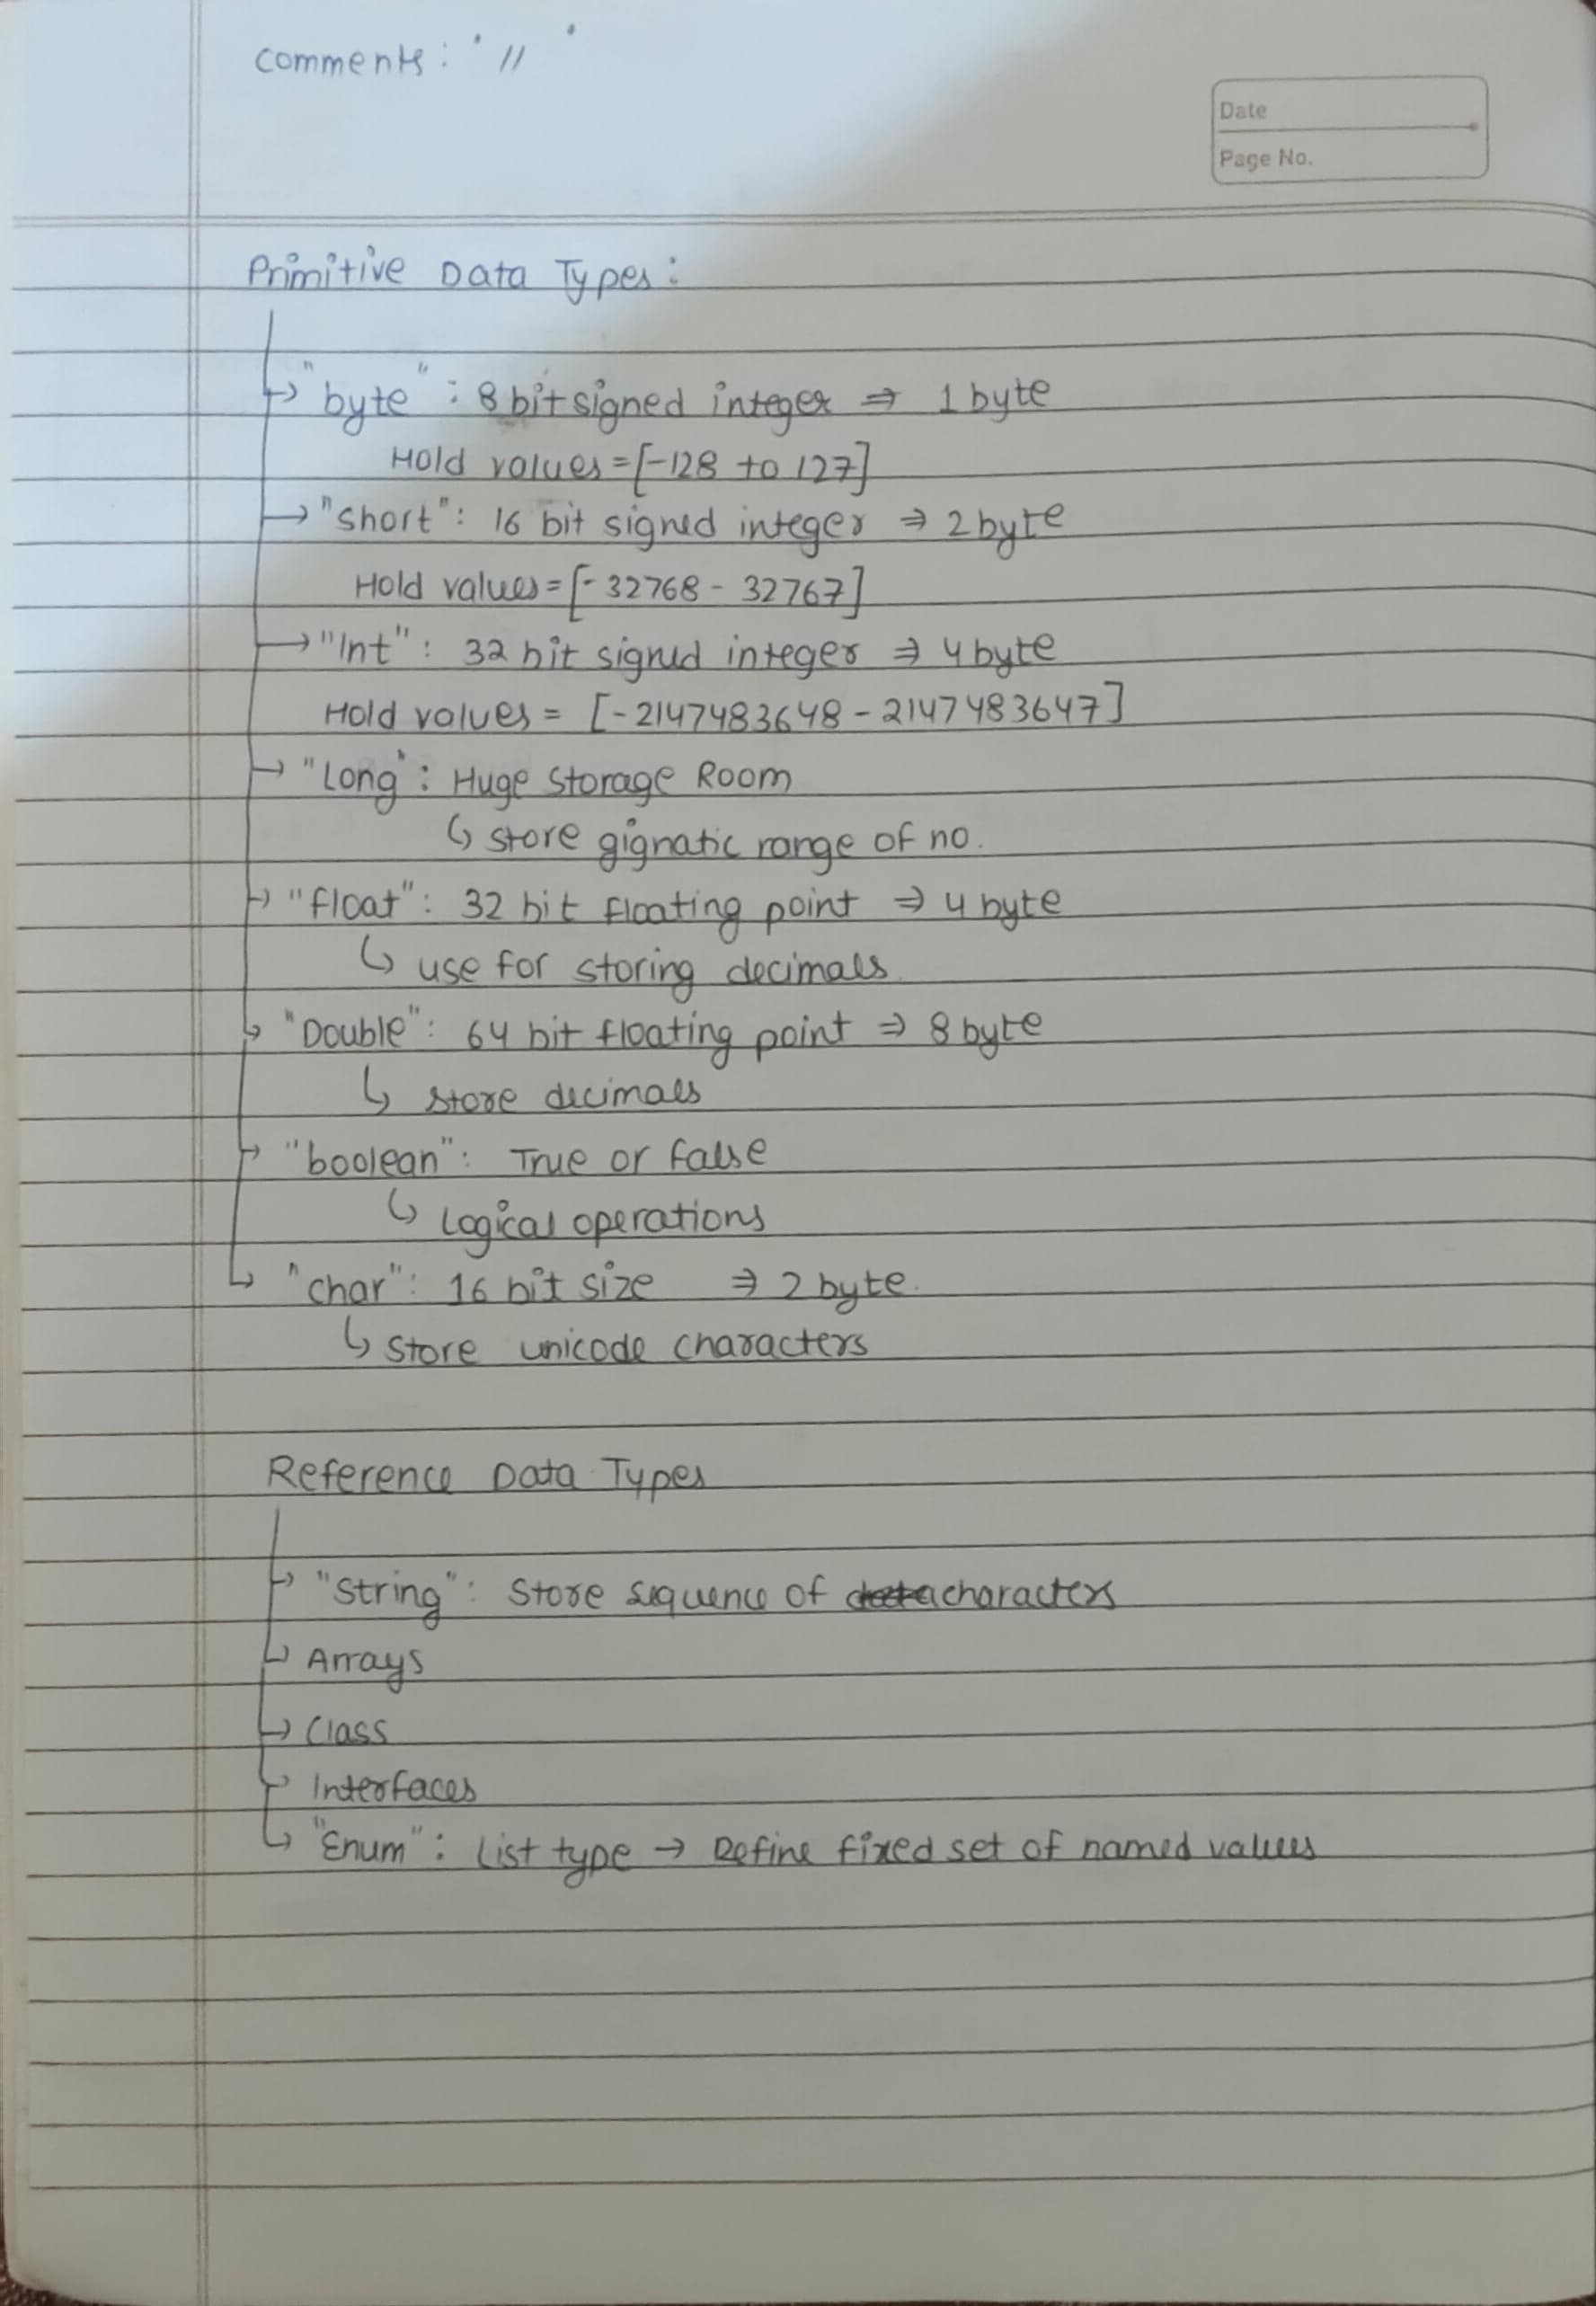 comments: ' // '
Date
Page No.
Primitive Data Types:
→ "byte" : 8 bit signed integer ⇒ 1 byte
Hold values = [-128 to 127]
→ "short" : 16 bit signed integer ⇒ 2 byte
Hold values = [-32768 - 32767]
→ "Int" : 32 bit signed integer ⇒ 4 byte
Hold values = [-2147483648 - 2147483647]
→ "Long" : Huge Storage Room
↳ store gignatic range of no.
→ "float" : 32 bit floating point ⇒ 4 byte
↳ use for storing decimals
↳ "Double" : 64 bit floating point ⇒ 8 byte
↳ store decimals
→ "boolean" : True or false
↳ Logical operations
↳ "char" : 16 bit size ⇒ 2 byte.
↳ store unicode characters
Reference Data Types
→ "String" : Store sequence of characters
↳ Arrays
→ Class
→ Interfaces
↳ "Enum" : List type → Define fixed set of named values